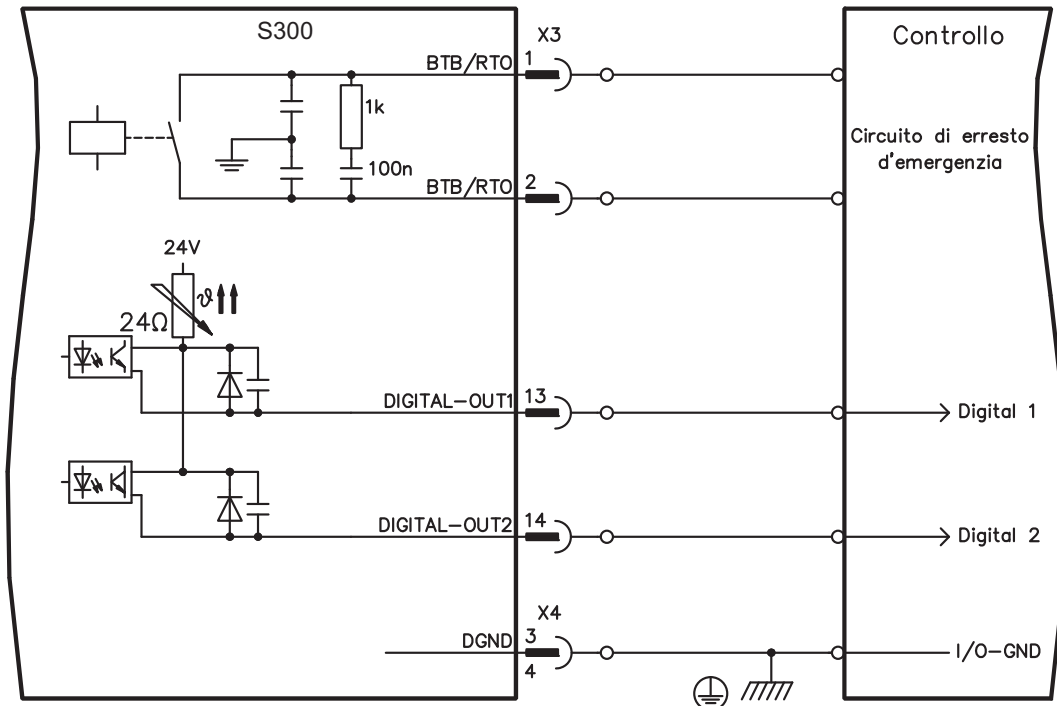 S300
X3
Controllo
BTB/RTO
1
1k
Circuito di erresto
d'emergenzia
100n
BTB/RTO
2
24V
ϑ
24Ω
DIGITAL-OUT1
13
Digital 1
DIGITAL-OUT2
14
Digital 2
X4
DGND
3
I/O-GND
4